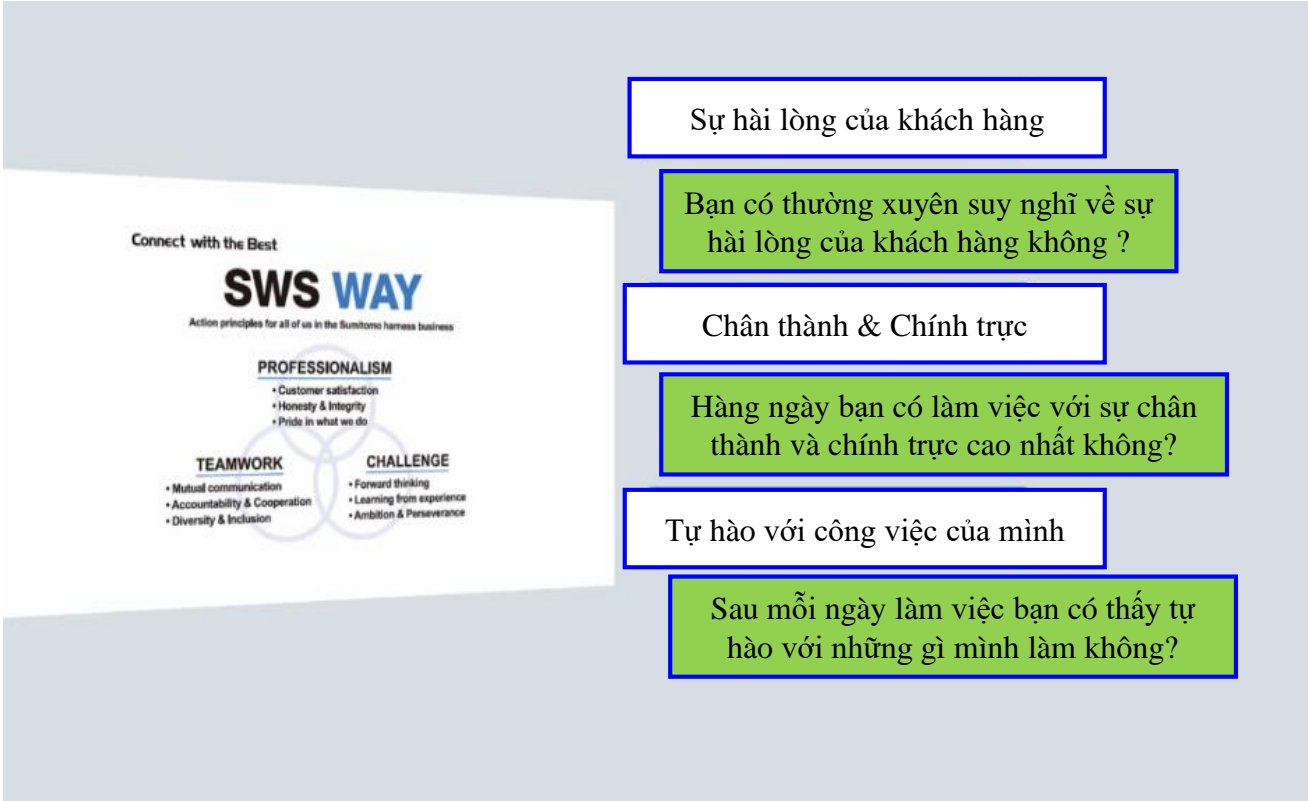 Connect with the Best
SWS WAY
Action principles for all of us in the Sumitomo harness business
PROFESSIONALISM
• Customer satisfaction
• Honesty & Integrity
• Pride in what we do
TEAMWORK
• Mutual communication
• Accountability & Cooperation
• Diversity & Inclusion
CHALLENGE
• Forward thinking
• Learning from experience
• Ambition & Perseverance
Sự hài lòng của khách hàng
Bạn có thường xuyên suy nghĩ về sự
hài lòng của khách hàng không ?
Chân thành & Chính trực
Hàng ngày bạn có làm việc với sự chân
thành và chính trực cao nhất không?
Tự hào với công việc của mình
Sau mỗi ngày làm việc bạn có thấy tự
hào với những gì mình làm không?